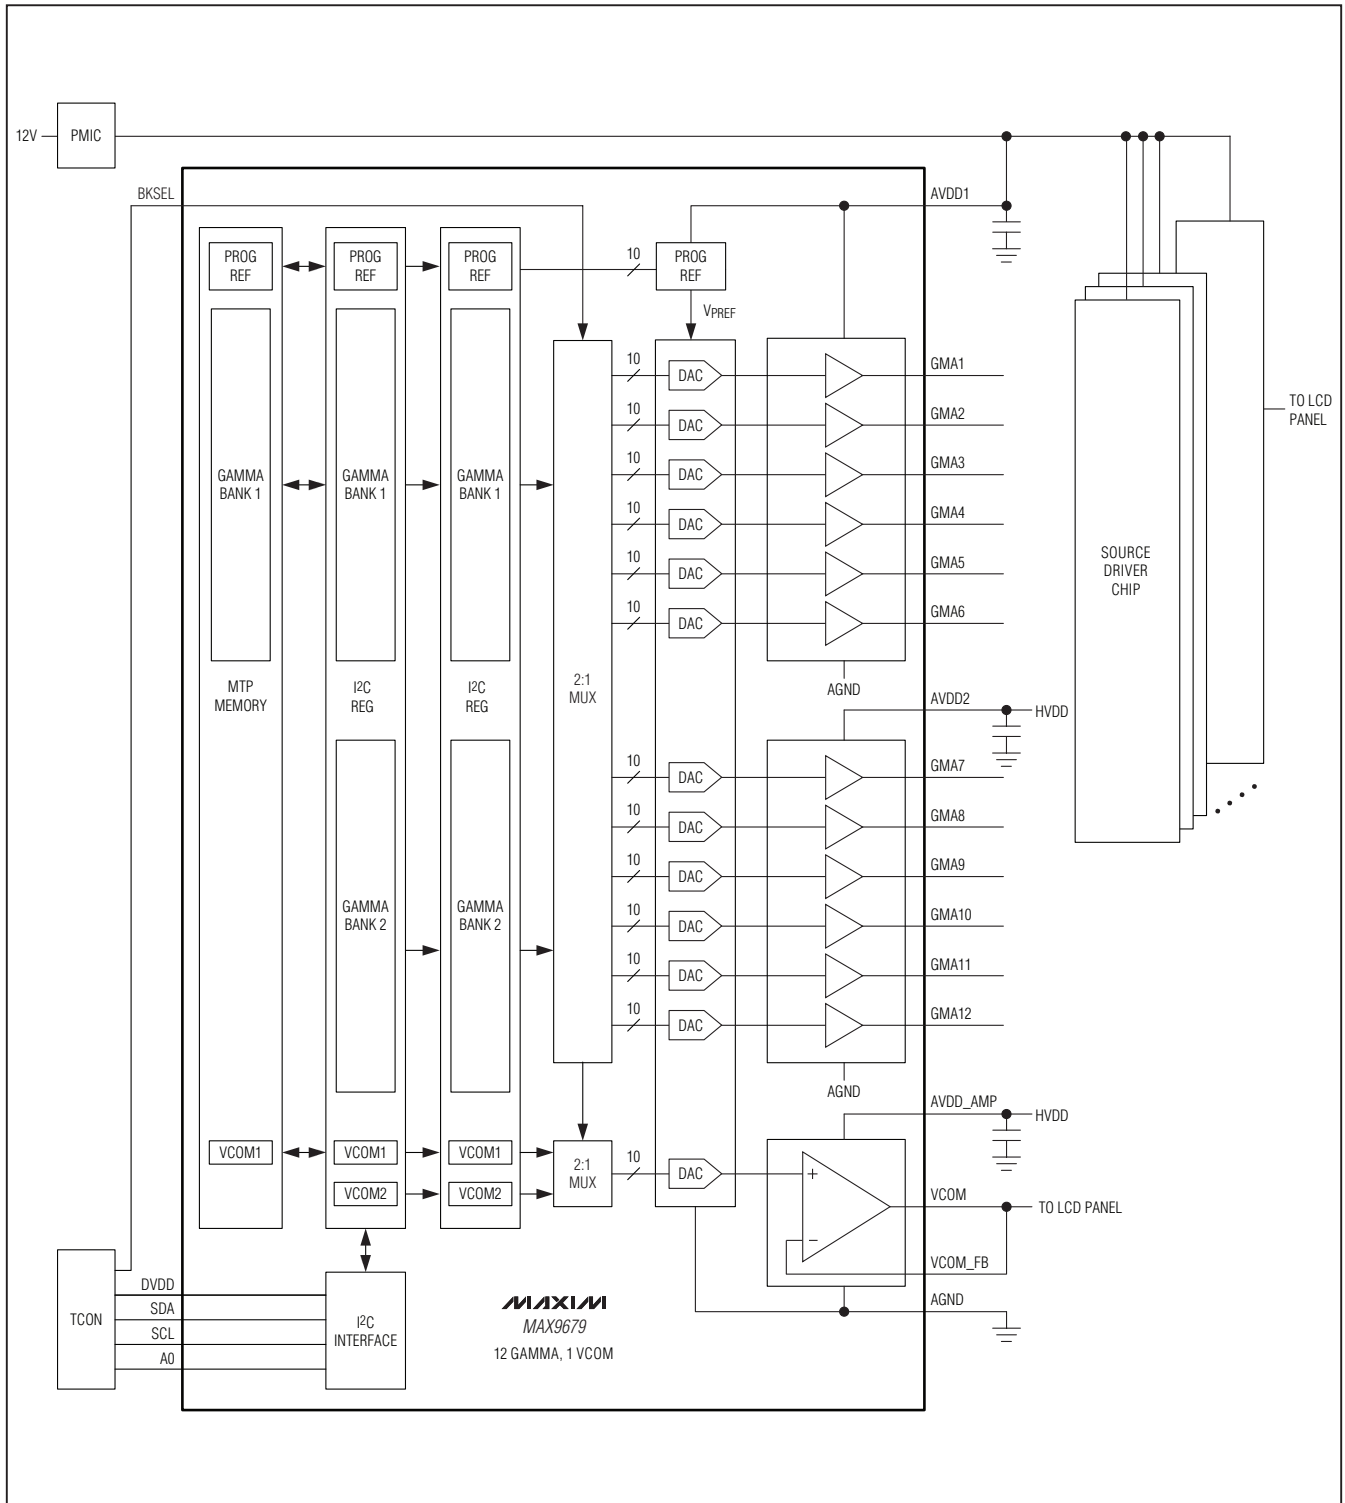 12V
PMIC
BKSEL
AVDD1
PROG
REF
PROG
REF
PROG
REF
10
PROG
REF
VPREF
GAMMA
BANK 1
GAMMA
BANK 1
GAMMA
BANK 1
MTP
MEMORY
I2C
REG
I2C
REG
GAMMA
BANK 2
GAMMA
BANK 2
VCOM1
VCOM1
VCOM2
VCOM1
VCOM2
2:1
MUX
2:1
MUX
10
DAC
GMA1
10
DAC
GMA2
10
DAC
GMA3
10
DAC
GMA4
10
DAC
GMA5
10
DAC
GMA6
AGND
AVDD2
HVDD
10
DAC
GMA7
10
DAC
GMA8
10
DAC
GMA9
10
DAC
GMA10
10
DAC
GMA11
10
DAC
GMA12
AGND
AVDD_AMP
HVDD
10
DAC
+
−
VCOM
TO LCD PANEL
VCOM_FB
AGND
SOURCE
DRIVER
CHIP
TO LCD
PANEL
TCON
DVDD
SDA
SCL
A0
I2C
INTERFACE
MAXIM
MAX9679
12 GAMMA, 1 VCOM